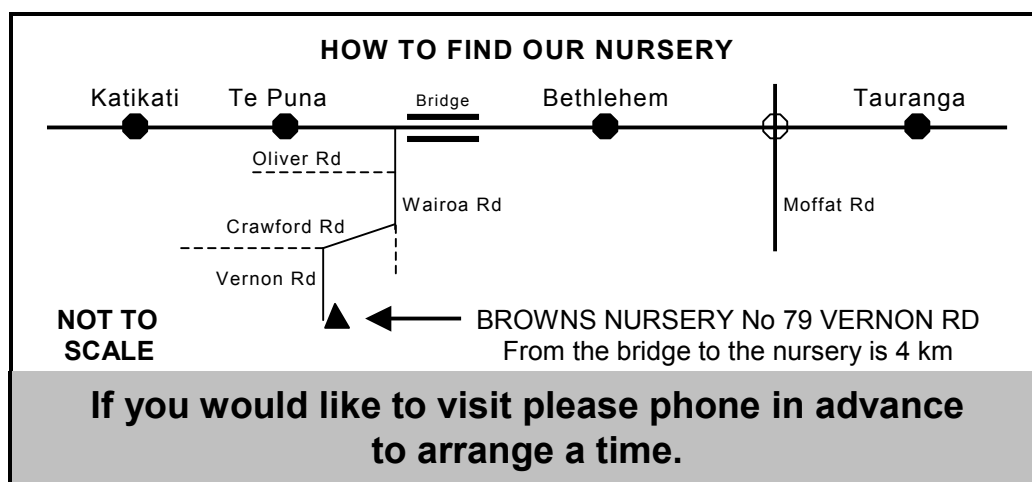 HOW TO FIND OUR NURSERY
Katikati
Te Puna
Bridge
Bethlehem
Tauranga
Oliver Rd
Wairoa Rd
Moffat Rd
Crawford Rd
Vernon Rd
NOT TO
SCALE
BROWNS NURSERY No 79 VERNON RD
From the bridge to the nursery is 4 km
If you would like to visit please phone in advance
to arrange a time.